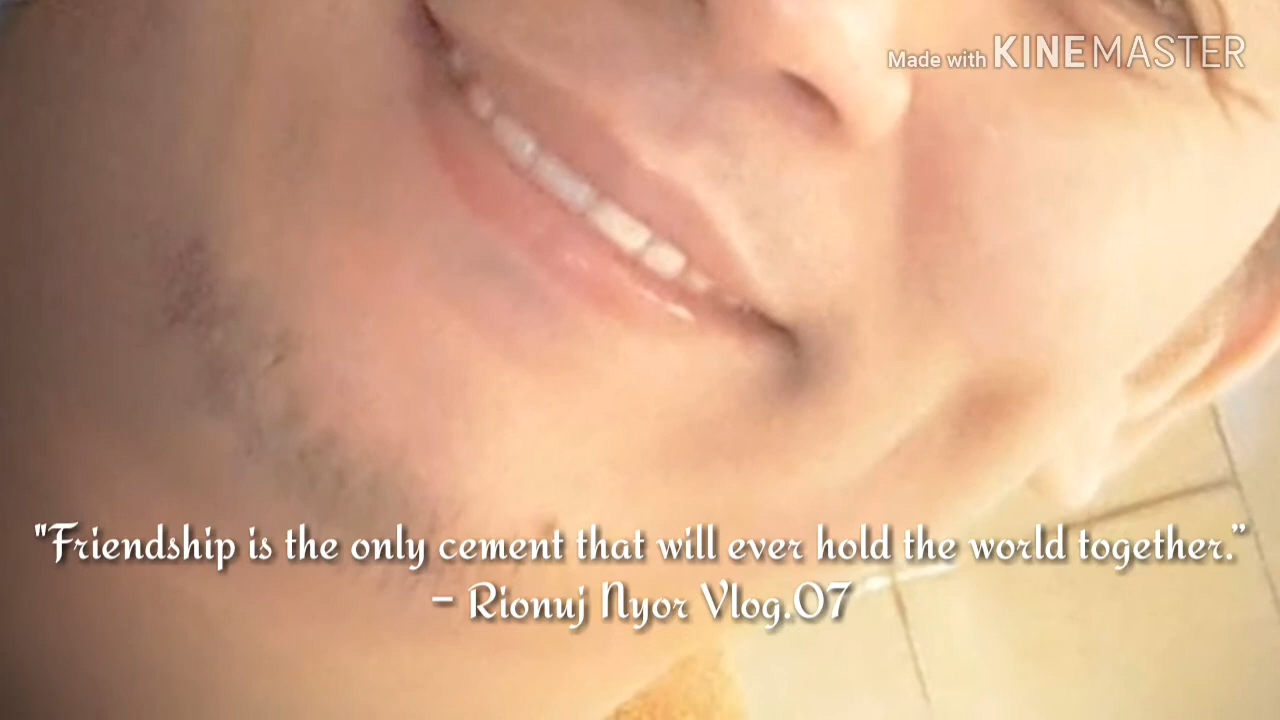 Made with KINEMASTER
"Friendship is the only cement that will ever hold the world together.”
– Rionuj Nyor Vlog.07